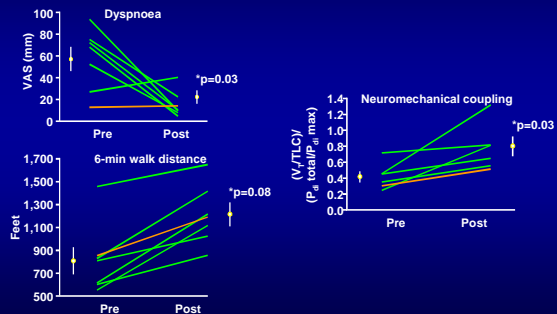 Dyspnoea
VAS (mm)
100
80
60
40
20
0
*p=0.03
Pre Post
6-min walk distance
Feet
1,700
1,500
1,300
1,100
900
700
500
*p=0.08
Pre Post
Neuromechanical coupling
(VT/TLC)/
(Pdi total/Pdi max)
1.4
1.2
1.0
0.8
0.6
0.4
0.2
0.0
*p=0.03
Pre Post